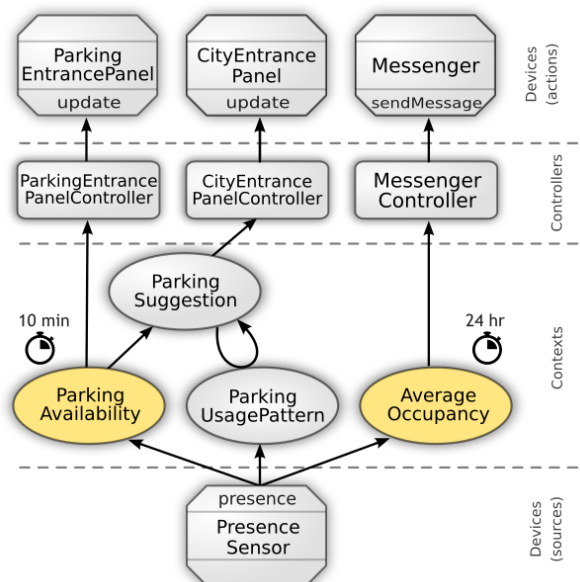 Parking
EntrancePanel
update
CityEntrance
Panel
update
Messenger
sendMessage
Devices
(actions)
ParkingEntrance
PanelController
CityEntrance
PanelController
Messenger
Controller
Controllers
Parking
Suggestion
10 min
24 hr
Parking
Availability
Parking
UsagePattern
Average
Occupancy
Contexts
presence
Presence
Sensor
Devices
(sources)